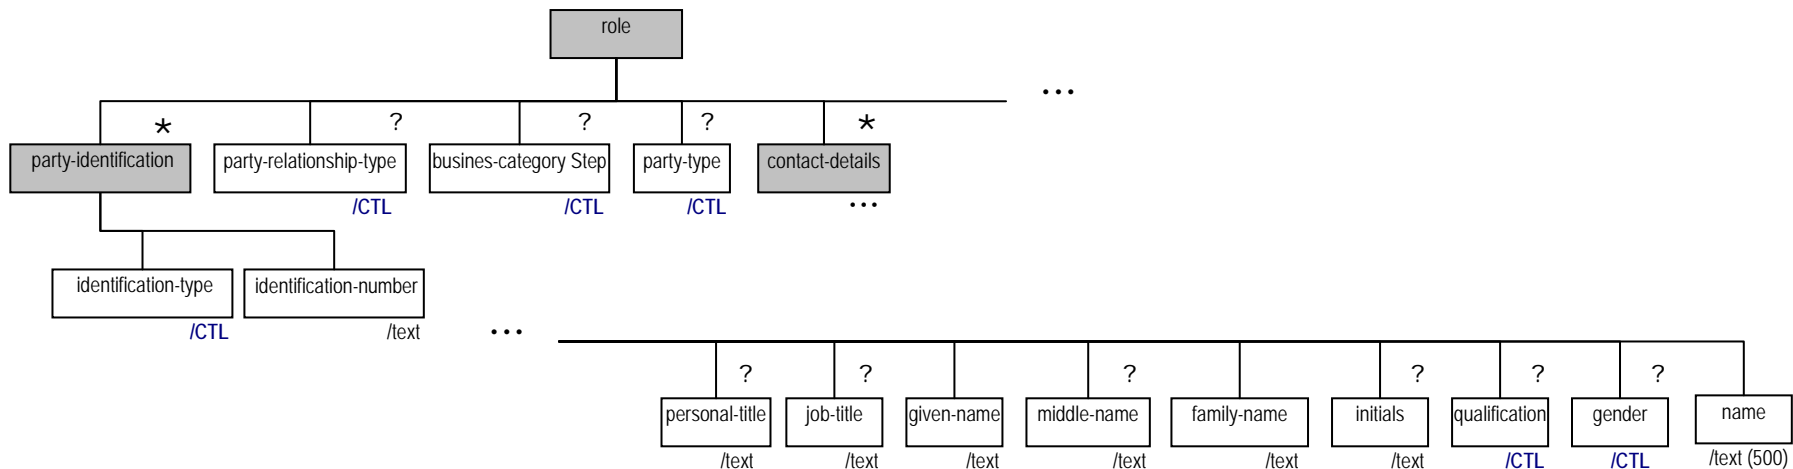 role
...
* ? ? ? *
party-identification party-relationship-type busines-category Step party-type contact-details
/CTL /CTL /CTL ...
identification-type identification-number
/CTL /text ...
? ? ? ? ? ?
personal-title job-title given-name middle-name family-name initials qualification gender name
/text /text /text /text /text /text /CTL /CTL /text (500)